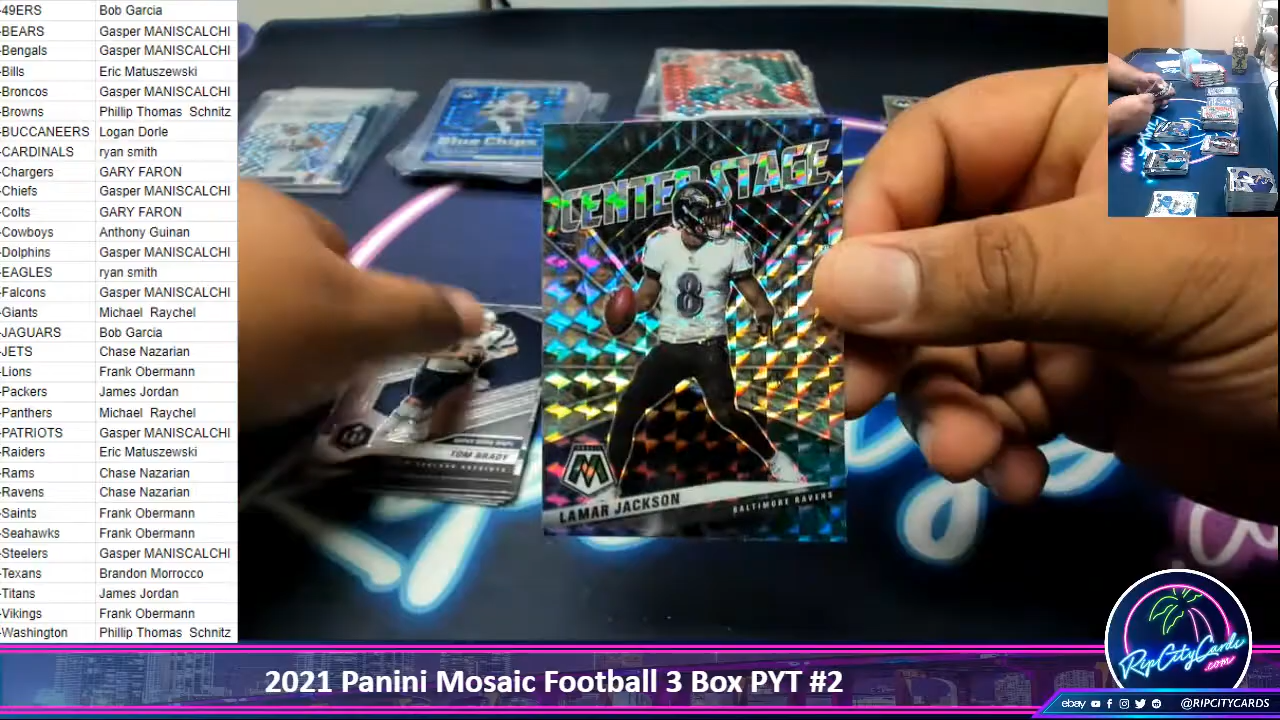 -49ERS Bob Garcia
-BEARS Gasper MANISCALCHI
-Bengals Gasper MANISCALCHI
-Bills Eric Matuszewski
-Broncos Gasper MANISCALCHI
-Browns Phillip Thomas Schnitz
-BUCCANEERS Logan Dorle
-CARDINALS ryan smith
-Chargers GARY FARON
-Chiefs Gasper MANISCALCHI
-Colts GARY FARON
-Cowboys Anthony Guinan
-Dolphins Gasper MANISCALCHI
-EAGLES ryan smith
-Falcons Gasper MANISCALCHI
-Giants Michael Raychel
-JAGUARS Bob Garcia
-JETS Chase Nazarian
-Lions Frank Obermann
-Packers James Jordan
-Panthers Michael Raychel
-PATRIOTS Gasper MANISCALCHI
-Raiders Eric Matuszewski
-Rams Chase Nazarian
-Ravens Chase Nazarian
-Saints Frank Obermann
-Seahawks Frank Obermann
-Steelers Gasper MANISCALCHI
-Texans Brandon Morrocco
-Titans James Jordan
-Vikings Frank Obermann
-Washington Phillip Thomas Schnitz
Blue Chips
CENTER STAGE
8
M
LAMAR JACKSON
BALTIMORE RAVENS
TOM BRADY
RipCityCards
.com
2021 Panini Mosaic Football 3 Box PYT #2
ebay @RIPCITYCARDS